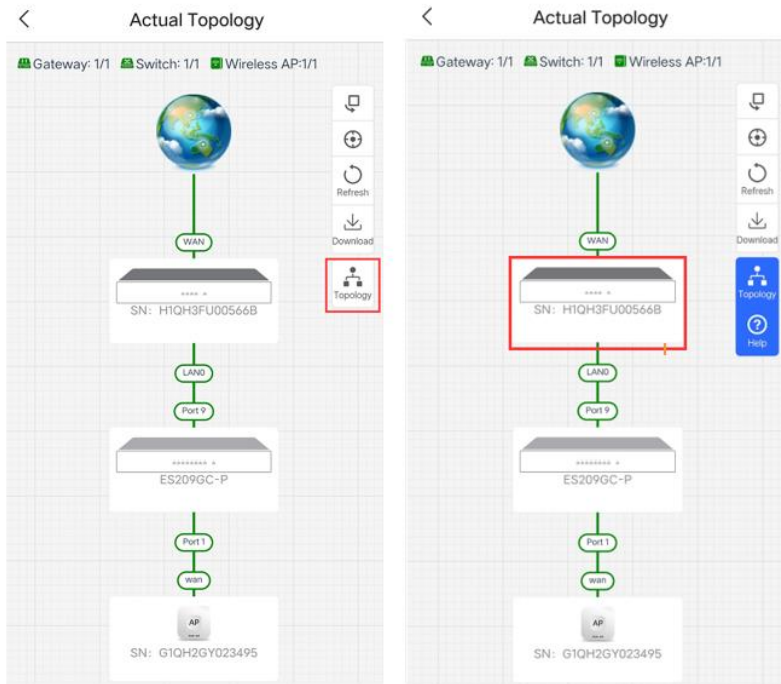 Actual Topology
Gateway: 1/1 Switch: 1/1 Wireless AP:1/1
Refresh
WAN
Download
Topology
SN: H1QH3FU00566B
LAN0
Port 9
ES209GC-P
Port 1
wan
AP
SN: G1QH2GY023495
Actual Topology
Gateway: 1/1 Switch: 1/1 Wireless AP:1/1
Refresh
WAN
Download
Topology
SN: H1QH3FU00566B
Help
LAN0
Port 9
ES209GC-P
Port 1
wan
AP
SN: G1QH2GY023495